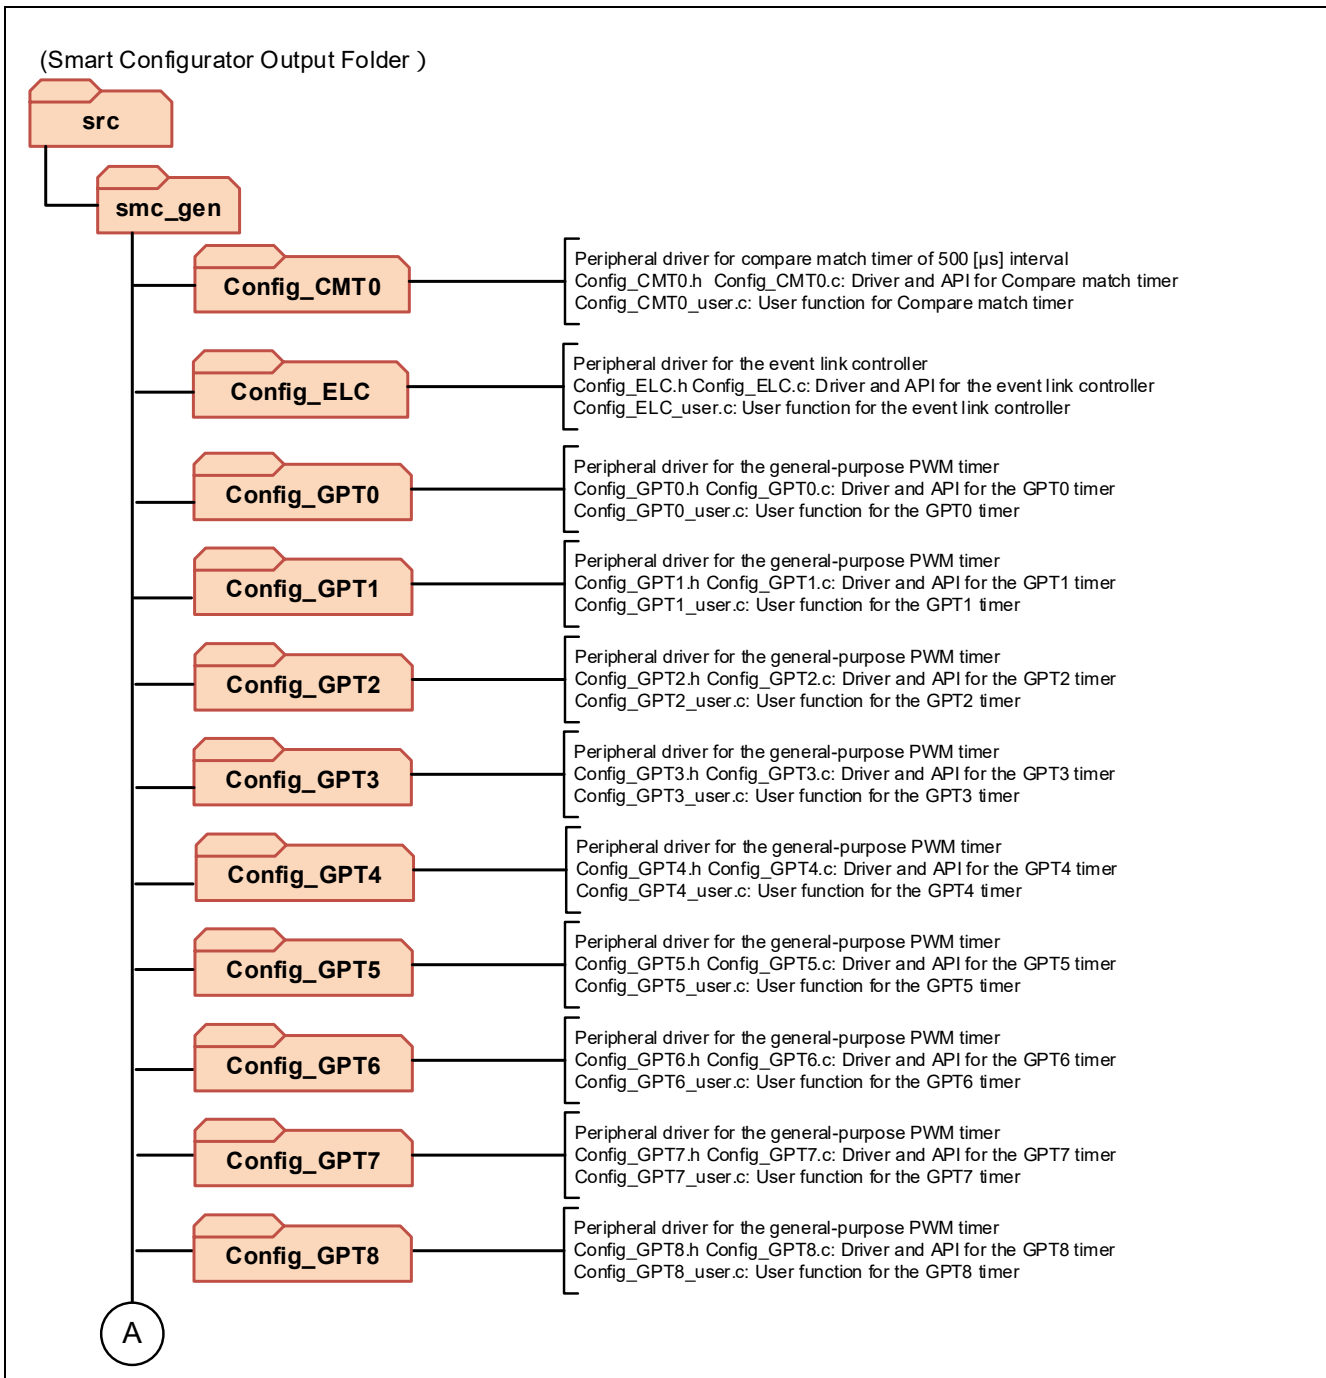 (Smart Configurator Output Folder )
src
smc_gen
Config_CMT0
Peripheral driver for compare match timer of 500 [µs] interval
Config_CMT0.h  Config_CMT0.c: Driver and API for Compare match timer
Config_CMT0_user.c: User function for Compare match timer
Config_ELC
Peripheral driver for the event link controller
Config_ELC.h Config_ELC.c: Driver and API for the event link controller
Config_ELC_user.c: User function for the event link controller
Config_GPT0
Peripheral driver for the general-purpose PWM timer
Config_GPT0.h Config_GPT0.c: Driver and API for the GPT0 timer
Config_GPT0_user.c: User function for the GPT0 timer
Config_GPT1
Peripheral driver for the general-purpose PWM timer
Config_GPT1.h Config_GPT1.c: Driver and API for the GPT1 timer
Config_GPT1_user.c: User function for the GPT1 timer
Config_GPT2
Peripheral driver for the general-purpose PWM timer
Config_GPT2.h Config_GPT2.c: Driver and API for the GPT2 timer
Config_GPT2_user.c: User function for the GPT2 timer
Config_GPT3
Peripheral driver for the general-purpose PWM timer
Config_GPT3.h Config_GPT3.c: Driver and API for the GPT3 timer
Config_GPT3_user.c: User function for the GPT3 timer
Config_GPT4
Peripheral driver for the general-purpose PWM timer
Config_GPT4.h Config_GPT4.c: Driver and API for the GPT4 timer
Config_GPT4_user.c: User function for the GPT4 timer
Config_GPT5
Peripheral driver for the general-purpose PWM timer
Config_GPT5.h Config_GPT5.c: Driver and API for the GPT5 timer
Config_GPT5_user.c: User function for the GPT5 timer
Config_GPT6
Peripheral driver for the general-purpose PWM timer
Config_GPT6.h Config_GPT6.c: Driver and API for the GPT6 timer
Config_GPT6_user.c: User function for the GPT6 timer
Config_GPT7
Peripheral driver for the general-purpose PWM timer
Config_GPT7.h Config_GPT7.c: Driver and API for the GPT7 timer
Config_GPT7_user.c: User function for the GPT7 timer
Config_GPT8
Peripheral driver for the general-purpose PWM timer
Config_GPT8.h Config_GPT8.c: Driver and API for the GPT8 timer
Config_GPT8_user.c: User function for the GPT8 timer
A